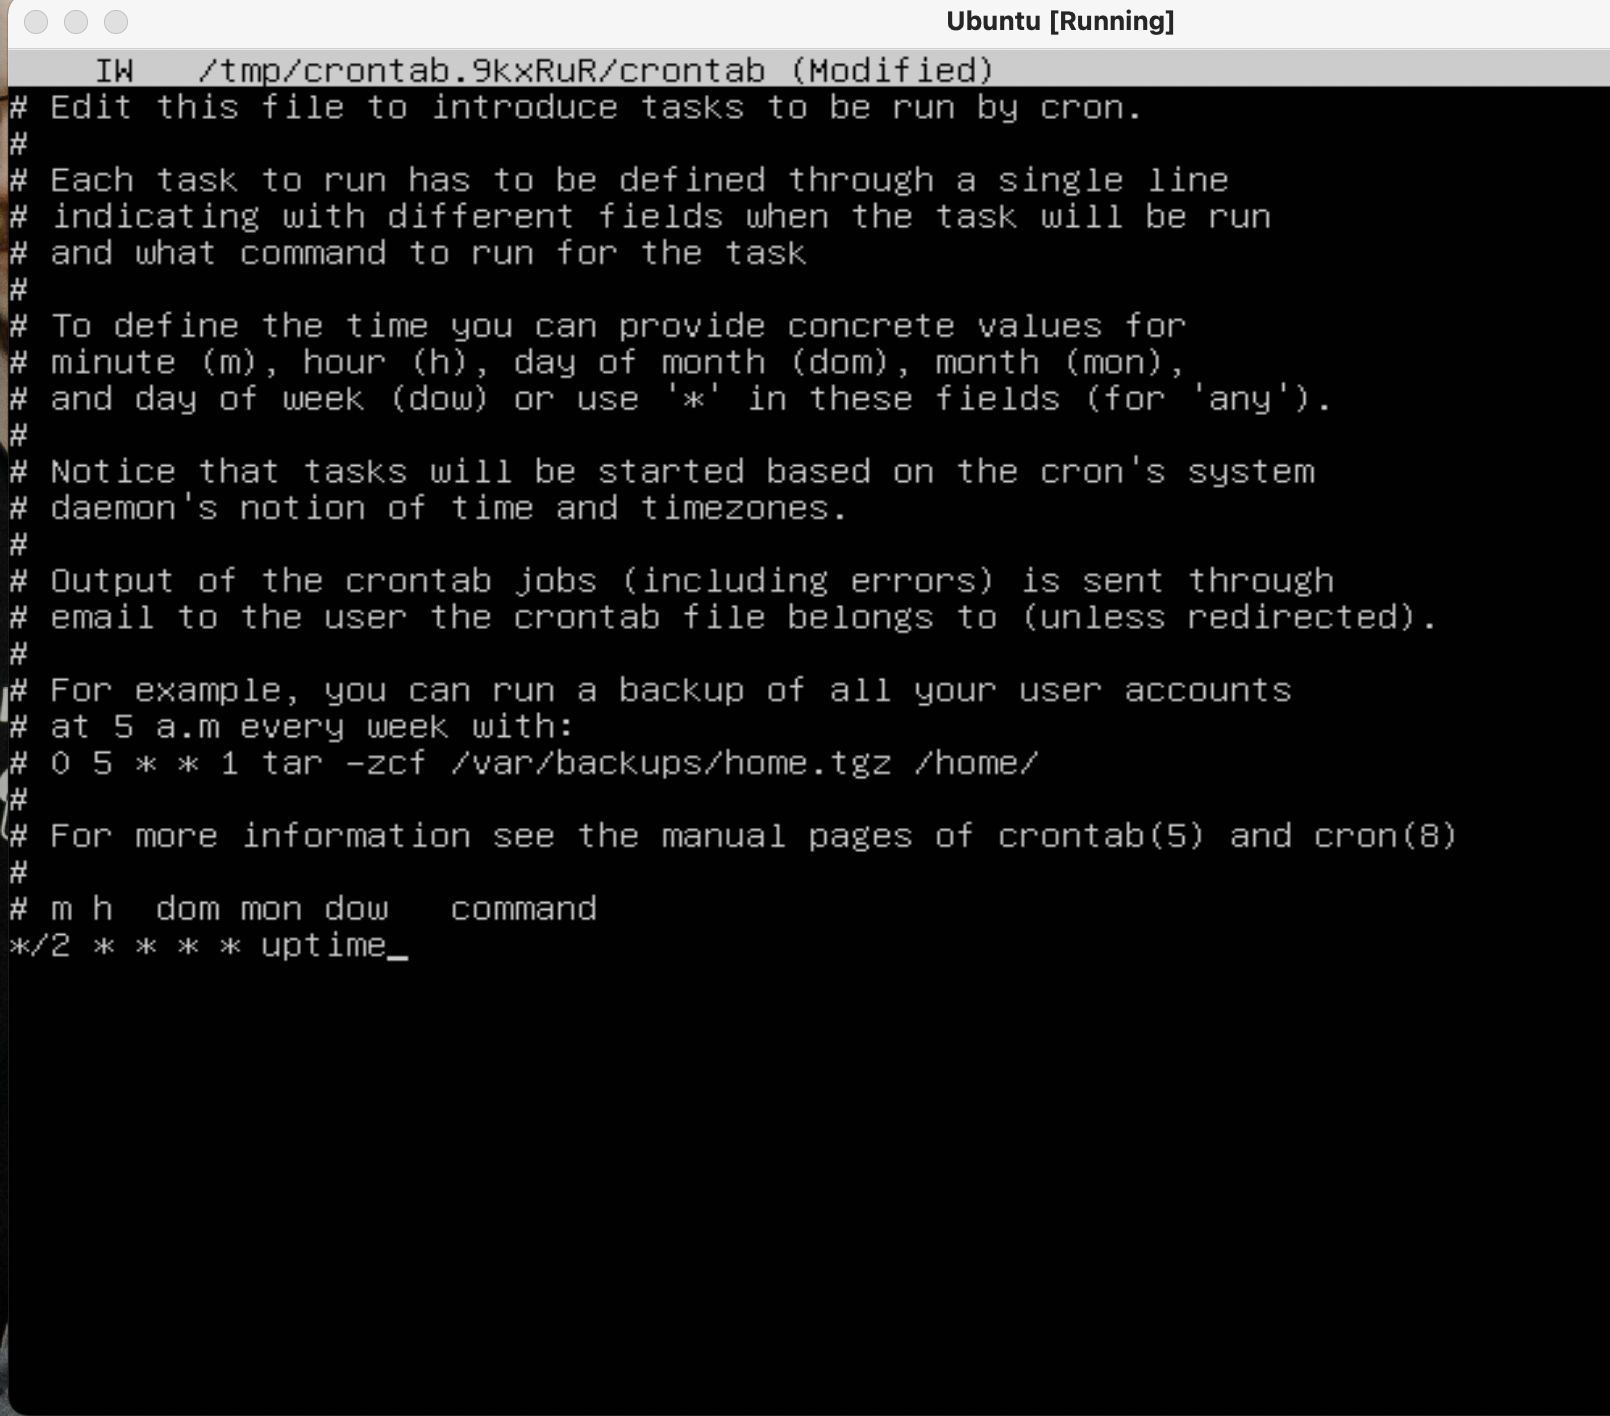 Ubuntu [Running]
IW /tmp/crontab.9kxRuR/crontab (Modified)
# Edit this file to introduce tasks to be run by cron.
#
# Each task to run has to be defined through a single line
# indicating with different fields when the task will be run
# and what command to run for the task
#
# To define the time you can provide concrete values for
# minute (m), hour (h), day of month (dom), month (mon),
# and day of week (dow) or use '*' in these fields (for 'any').
#
# Notice that tasks will be started based on the cron's system
# daemon's notion of time and timezones.
#
# Output of the crontab jobs (including errors) is sent through
# email to the user the crontab file belongs to (unless redirected).
#
# For example, you can run a backup of all your user accounts
# at 5 a.m every week with:
# 0 5 * * 1 tar -zcf /var/backups/home.tgz /home/
#
# For more information see the manual pages of crontab(5) and cron(8)
#
# m h  dom mon dow   command
*/2 * * * * uptime_